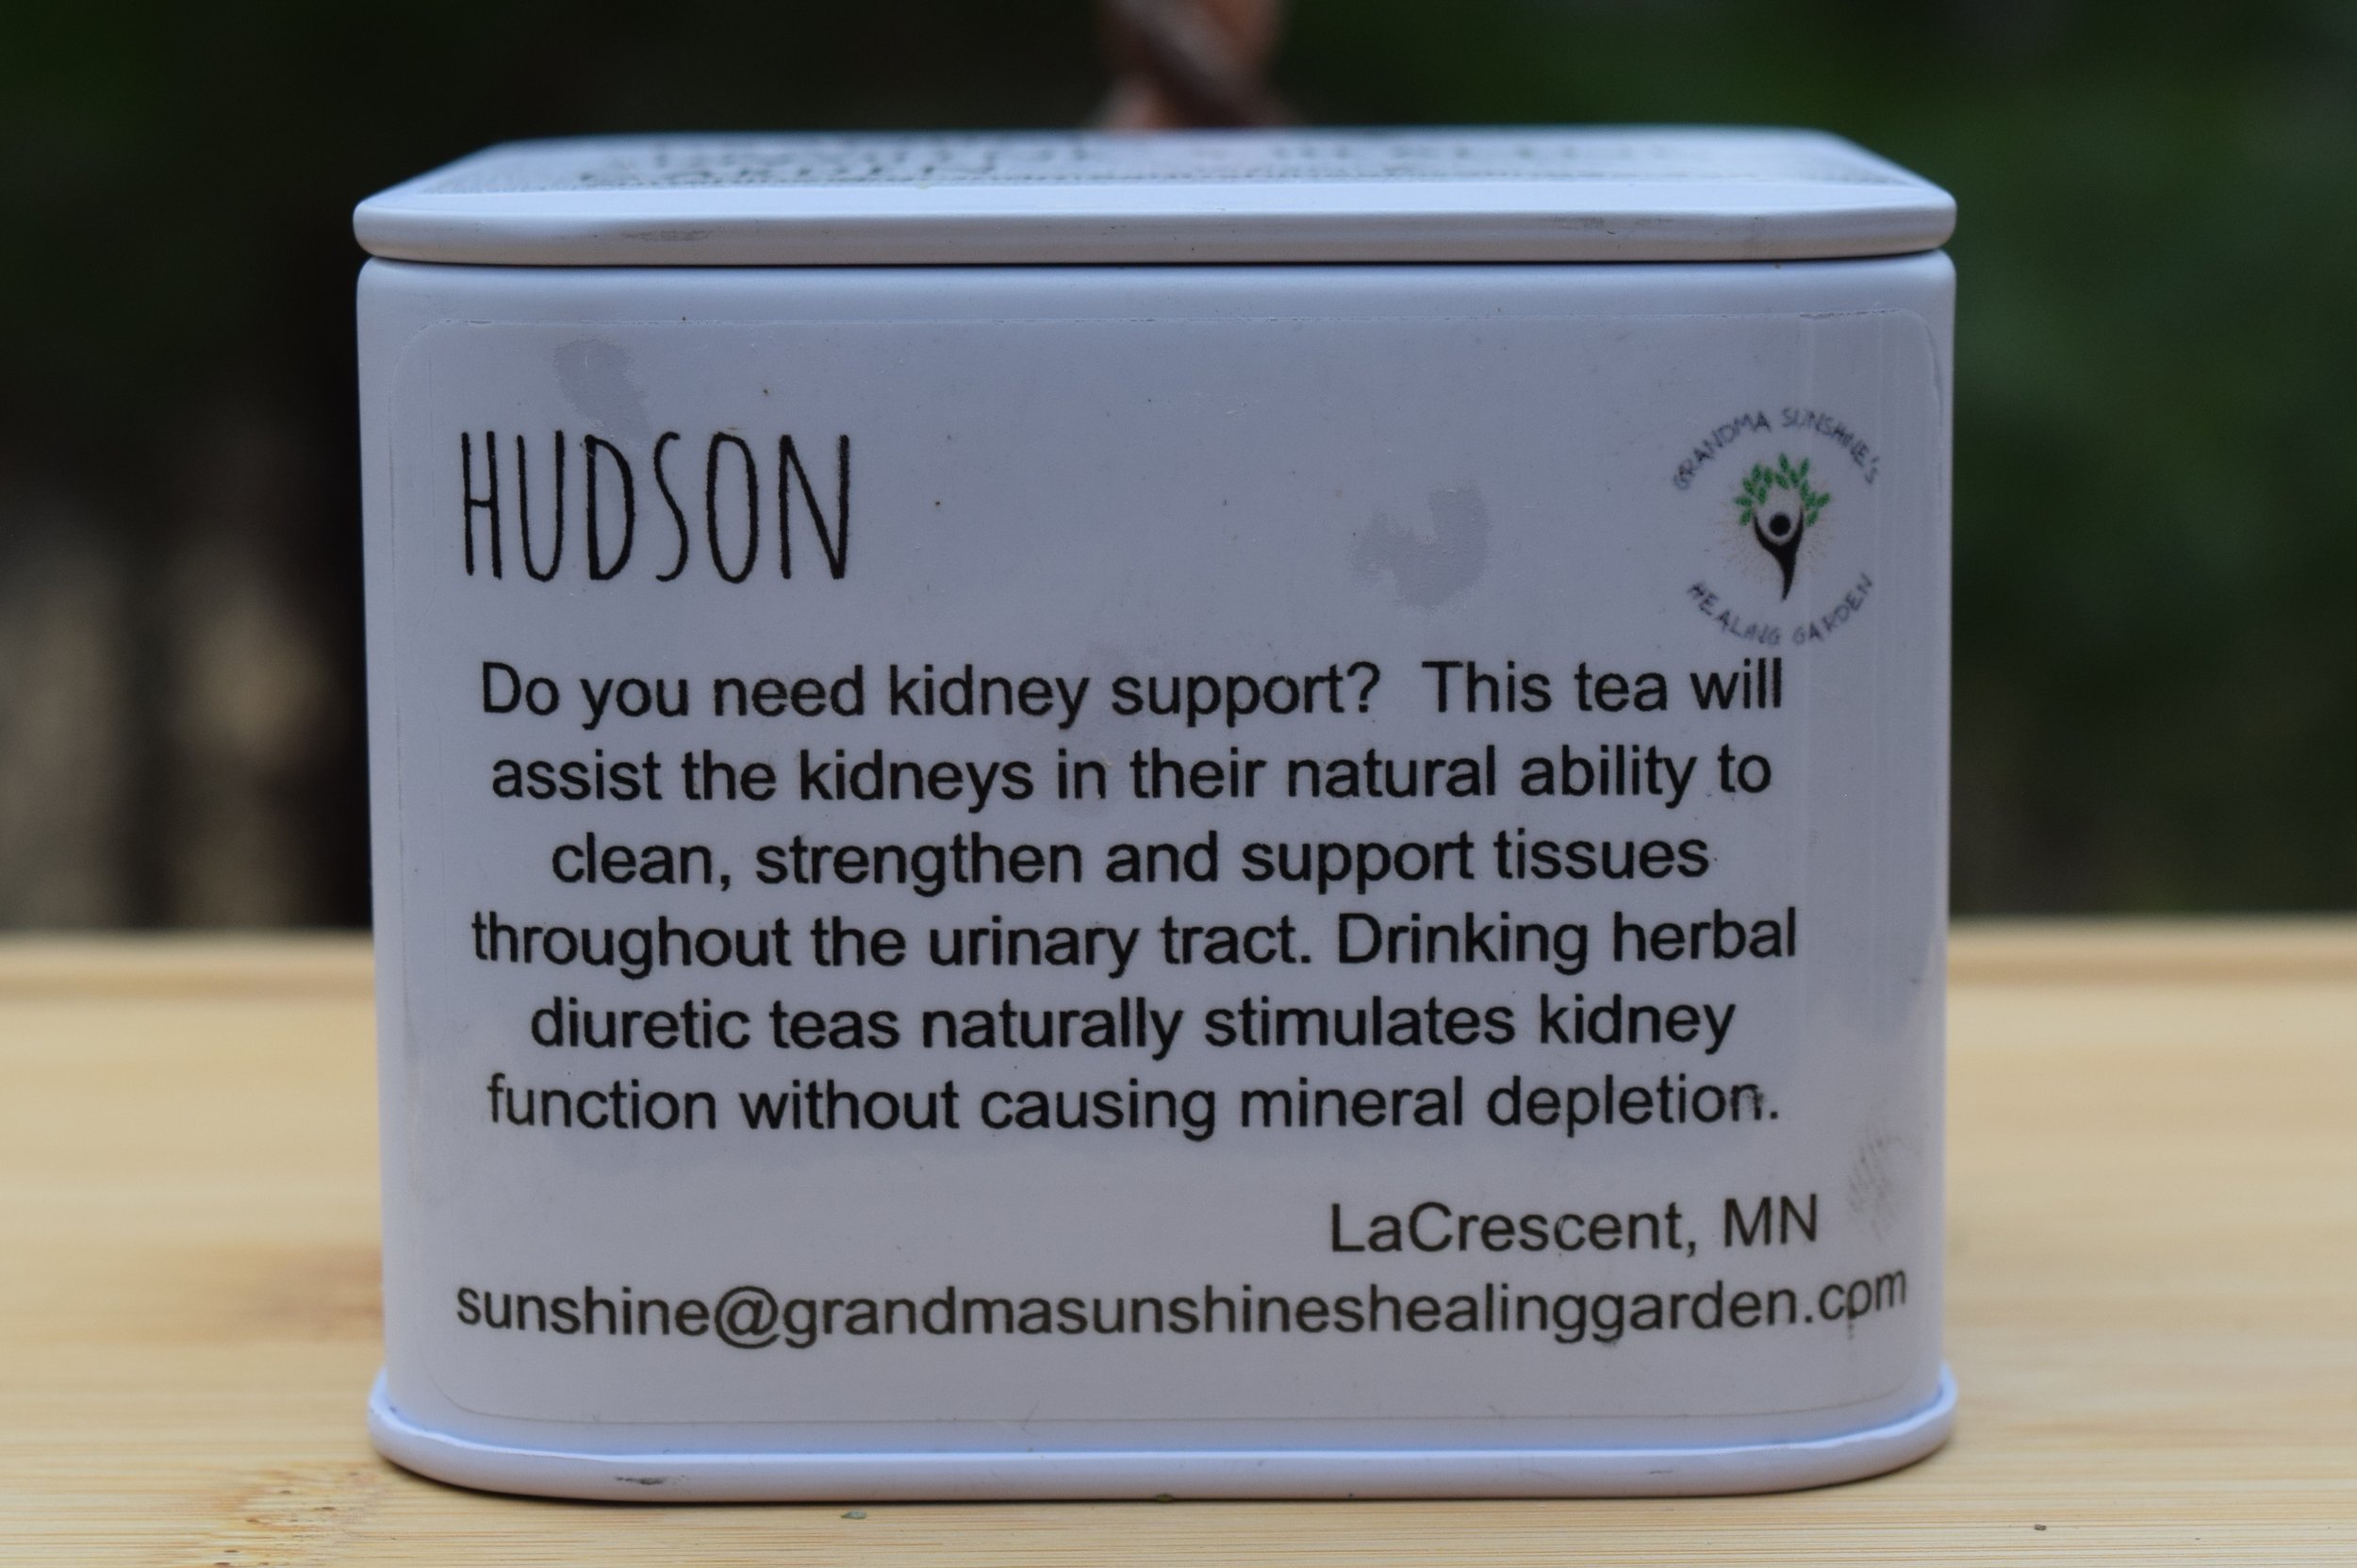 GARDEN
HUDSON
GRANDMA SUNSHINE'S
HEALING GARDEN
Do you need kidney support?  This tea will
assist the kidneys in their natural ability to
clean, strengthen and support tissues
throughout the urinary tract. Drinking herbal
diuretic teas naturally stimulates kidney
function without causing mineral depletion.
LaCrescent, MN
sunshine@grandmasunshineshealinggarden.com